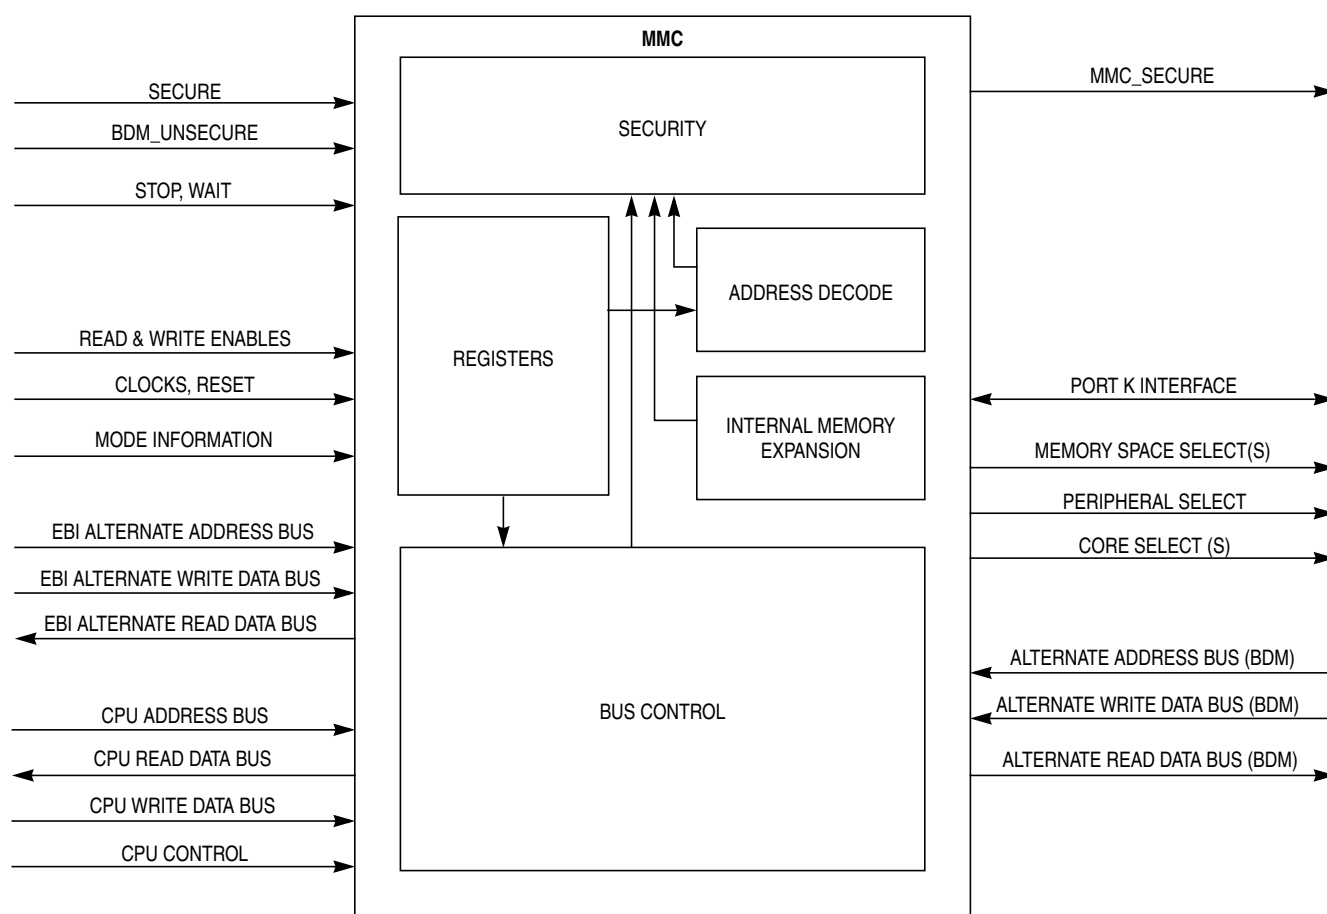 MMC
SECURE
BDM_UNSECURE
STOP, WAIT
READ & WRITE ENABLES
CLOCKS, RESET
MODE INFORMATION
EBI ALTERNATE ADDRESS BUS
EBI ALTERNATE WRITE DATA BUS
EBI ALTERNATE READ DATA BUS
CPU ADDRESS BUS
CPU READ DATA BUS
CPU WRITE DATA BUS
CPU CONTROL
SECURITY
REGISTERS
ADDRESS DECODE
INTERNAL MEMORY
EXPANSION
BUS CONTROL
MMC_SECURE
PORT K INTERFACE
MEMORY SPACE SELECT(S)
PERIPHERAL SELECT
CORE SELECT (S)
ALTERNATE ADDRESS BUS (BDM)
ALTERNATE WRITE DATA BUS (BDM)
ALTERNATE READ DATA BUS (BDM)